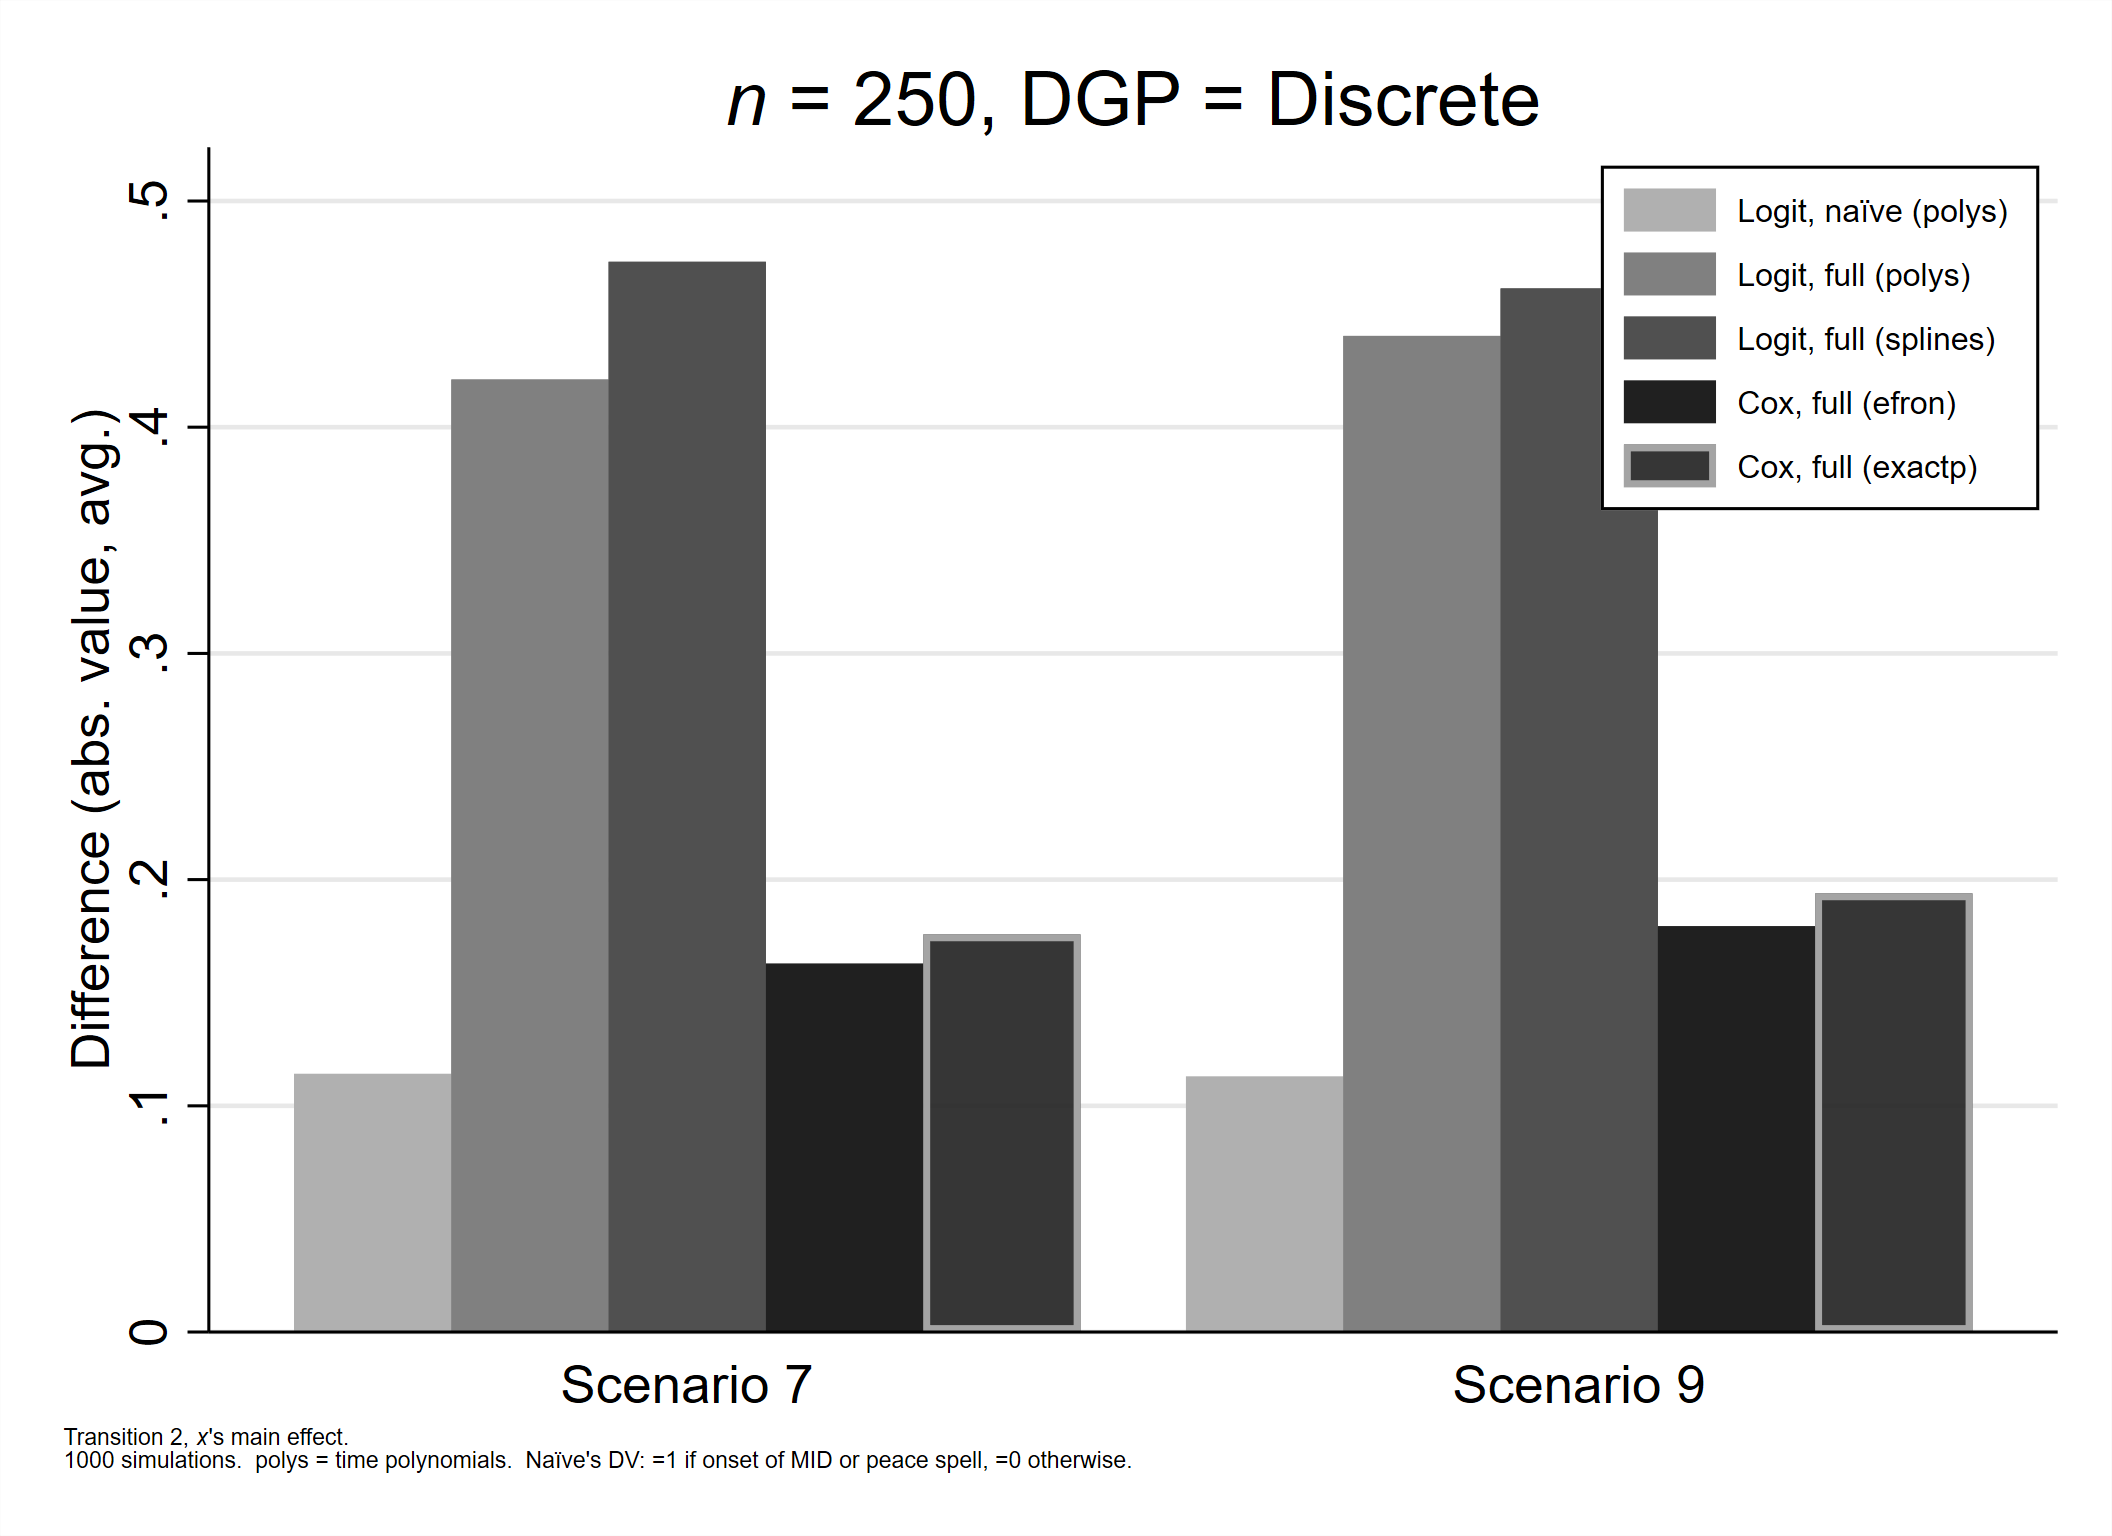 n = 250, DGP = Discrete
Difference (abs. value, avg.)
.5
.4
.3
.2
.1
0
Logit, naïve (polys)
Logit, full (polys)
Logit, full (splines)
Cox, full (efron)
Cox, full (exactp)
Scenario 7
Scenario 9
Transition 2, x's main effect.
1000 simulations.  polys = time polynomials.  Naïve's DV: =1 if onset of MID or peace spell, =0 otherwise.